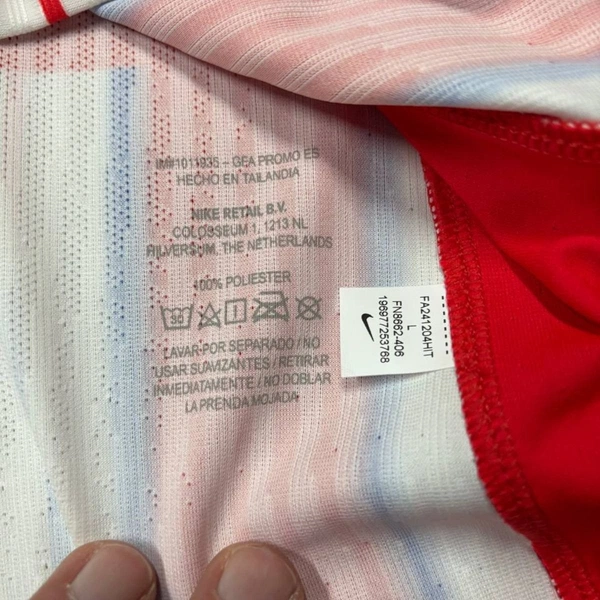 IM#1011935 – GEA PROMO ES
HECHO EN TAILANDIA
NIKE RETAIL B.V.
COLOSSEUM 1, 1213 NL
HILVERSUM, THE NETHERLANDS
100% POLIESTER
LAVAR POR SEPARADO / NO
USAR SUAVIZANTES / RETIRAR
INMEDIATAMENTE / NO DOBLAR
LA PRENDA MOJADA
FA241204HIT
L
FN8662-406
196977253768